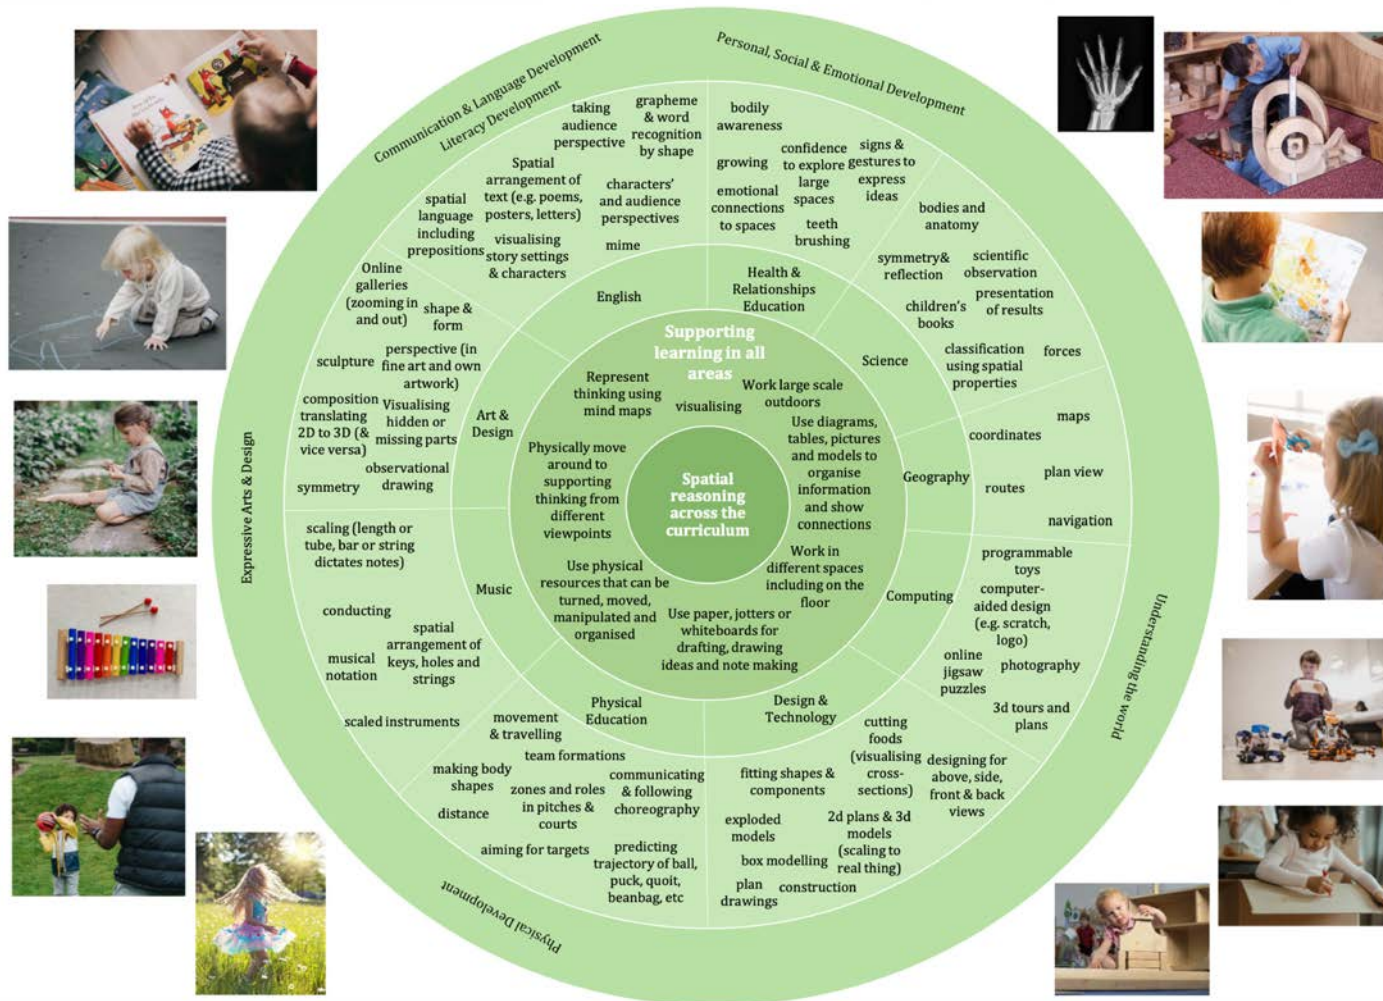 Communication & Language Development
Literacy Development
Personal, Social & Emotional Development
Understanding the world
Physical Development
Expressive Arts & Design
taking
audience
perspective
grapheme
& word
recognition
by shape
Spatial
arrangement of
text (e.g. poems,
posters, letters)
characters'
and audience
perspectives
spatial
language
including
prepositions
visualising
story settings
& characters
mime
English
bodily
awareness
growing
confidence
to explore
large
spaces
signs &
gestures to
express
ideas
emotional
connections
to spaces
teeth
brushing
Health &
Relationships
Education
bodies and
anatomy
symmetry&
reflection
scientific
observation
children's
books
presentation
of results
classification
using spatial
properties
forces
Science
maps
coordinates
plan view
routes
navigation
Geography
programmable
toys
computer-
aided design
(e.g. scratch,
logo)
online
jigsaw
puzzles
photography
3d tours and
plans
Computing
Design &
Technology
cutting
foods
(visualising
cross-
sections)
designing for
above, side,
front & back
views
fitting shapes &
components
exploded
models
2d plans & 3d
models
(scaling to
real thing)
box modelling
plan
drawings
construction
Physical
Education
movement
& travelling
team formations
making body
shapes
zones and roles
in pitches &
courts
communicating
& following
choreography
distance
aiming for targets
predicting
trajectory of ball,
puck, quoit,
beanbag, etc
Music
scaling (length or
tube, bar or string
dictates notes)
conducting
spatial
arrangement of
keys, holes and
strings
musical
notation
scaled instruments
Art &
Design
Online
galleries
(zooming in
and out)
shape &
form
sculpture
perspective (in
fine art and own
artwork)
composition
translating
2D to 3D (&
vice versa)
Visualising
hidden or
missing parts
symmetry
observational
drawing
Supporting
learning in all
areas
Represent
thinking using
mind maps
visualising
Work large scale
outdoors
Use diagrams,
tables, pictures
and models to
organise
information
and show
connections
Work in
different spaces
including on the
floor
Use paper, jotters or
whiteboards for
drafting, drawing
ideas and note making
Use physical
resources that can be
turned, moved,
manipulated and
organised
Physically move
around to
supporting
thinking from
different
viewpoints
Spatial
reasoning
across the
curriculum